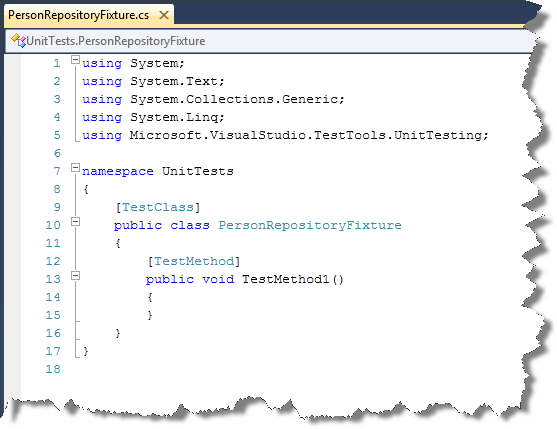 PersonRepositoryFixture.cs
UnitTests.PersonRepositoryFixture
1 using System;
2 using System.Text;
3 using System.Collections.Generic;
4 using System.Linq;
5 using Microsoft.VisualStudio.TestTools.UnitTesting;
6
7 namespace UnitTests
8 {
9     [TestClass]
10     public class PersonRepositoryFixture
11     {
12         [TestMethod]
13         public void TestMethod1()
14         {
15         }
16     }
17 }
18